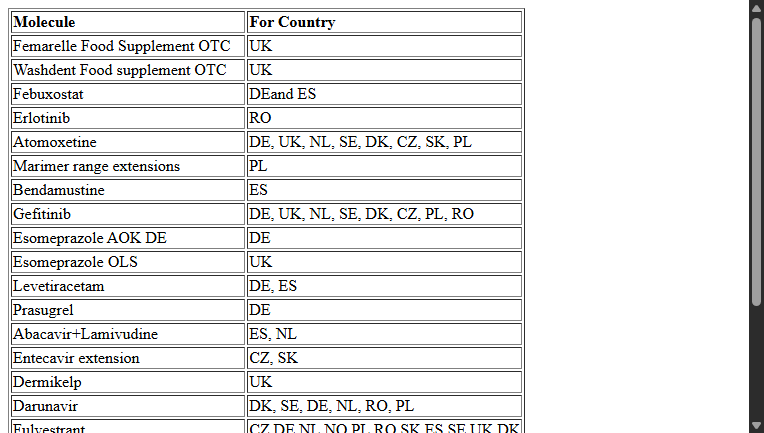 Molecule For Country
Femarelle Food Supplement OTC UK
Washdent Food supplement OTC UK
Febuxostat DEand ES
Erlotinib RO
Atomoxetine DE, UK, NL, SE, DK, CZ, SK, PL
Marimer range extensions PL
Bendamustine ES
Gefitinib DE, UK, NL, SE, DK, CZ, PL, RO
Esomeprazole AOK DE DE
Esomeprazole OLS UK
Levetiracetam DE, ES
Prasugrel DE
Abacavir+Lamivudine ES, NL
Entecavir extension CZ, SK
Dermikelp UK
Darunavir DK, SE, DE, NL, RO, PL
Fulvestrant CZ,DE,NL,NO,PL,RO,SK,ES,SE,UK,DK